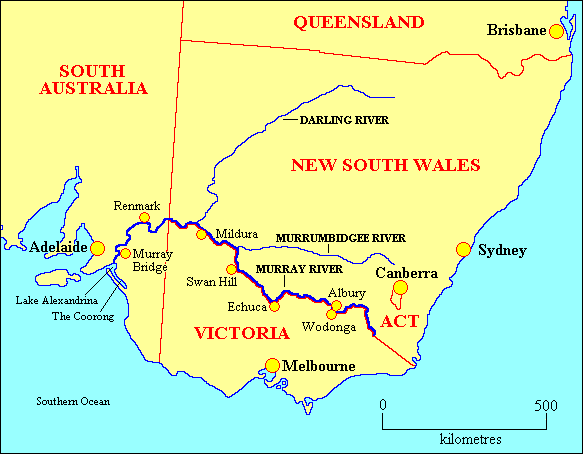 QUEENSLAND
Brisbane
SOUTH
AUSTRALIA
DARLING RIVER
NEW SOUTH WALES
Renmark
Mildura
MURRUMBIDGEE RIVER
Adelaide
Murray
Bridge
Sydney
MURRAY RIVER
Swan Hill
Canberra
Lake Alexandrina
The Coorong
Echuca
Albury
Wodonga
ACT
VICTORIA
Melbourne
Southern Ocean
0 500
kilometres